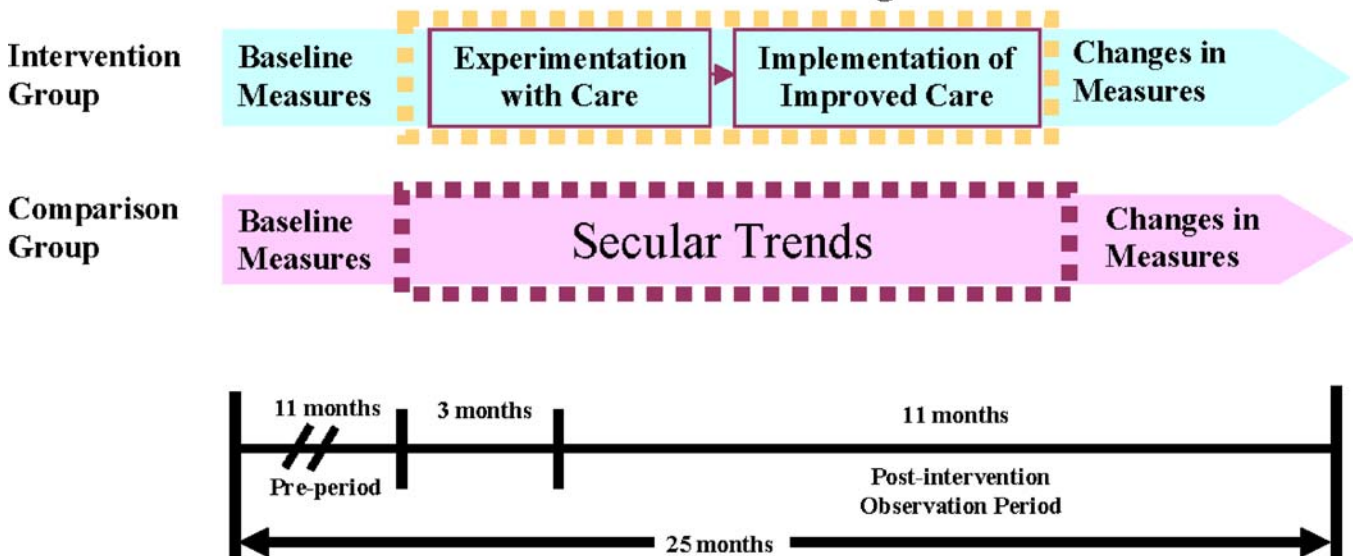 Intervention
Group
Baseline
Measures
Experimentation
with Care
Implementation of
Improved Care
Changes in
Measures
Comparison
Group
Baseline
Measures
Secular Trends
Changes in
Measures
11 months
3 months
11 months
Pre-period
Post-intervention
Observation Period
25 months